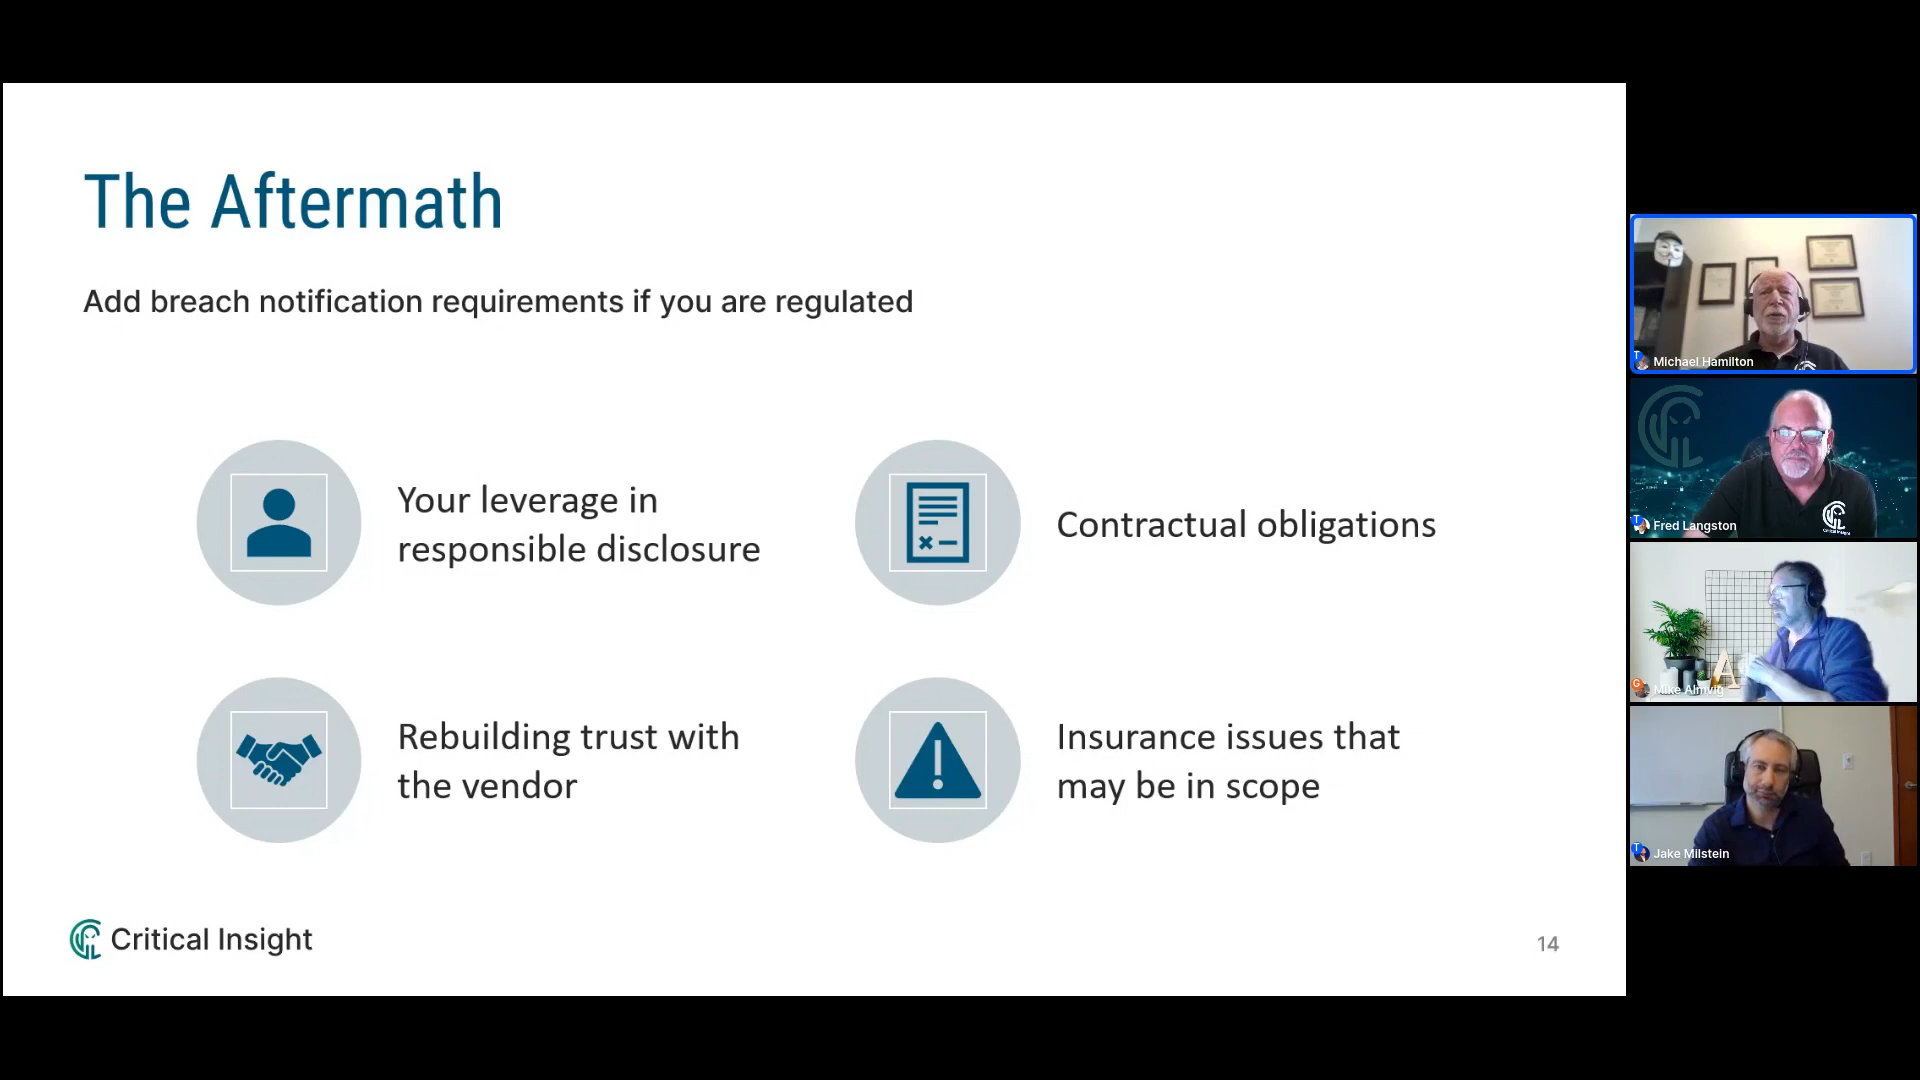 The Aftermath
Add breach notification requirements if you are regulated
Your leverage in
responsible disclosure
Contractual obligations
Rebuilding trust with
the vendor
Insurance issues that
may be in scope
Critical Insight
14
Michael Hamilton
Fred Langston
Mike Almvig
Jake Milstein